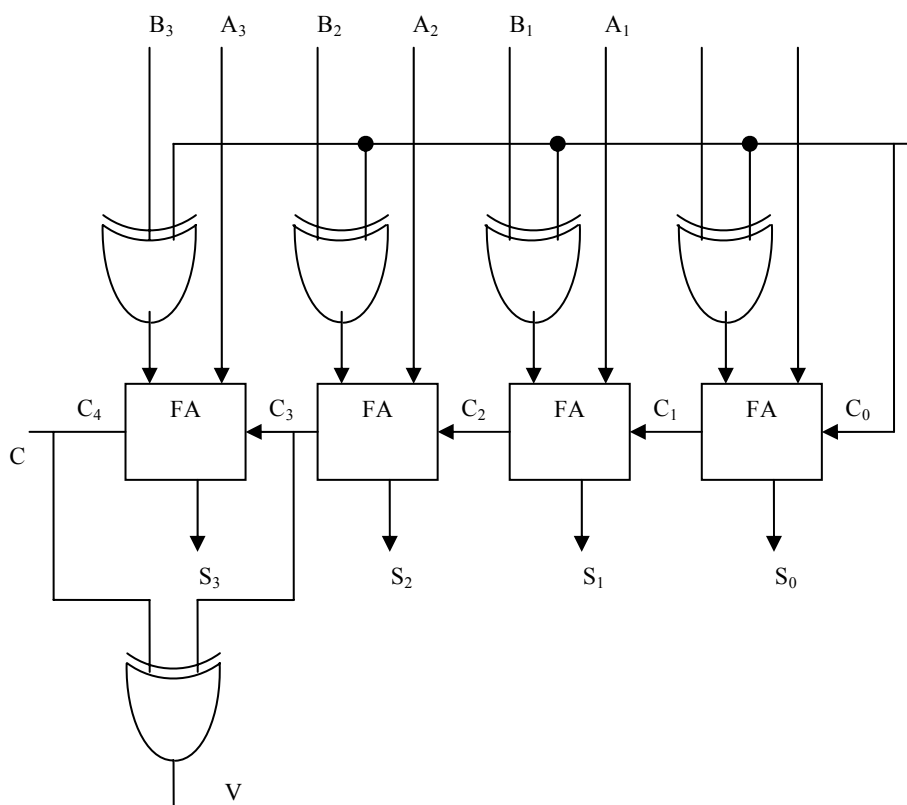 B₃ A₃ B₂ A₂ B₁ A₁
FA FA FA FA
C₄ C₃ C₂ C₁ C₀
C
S₃ S₂ S₁ S₀
V